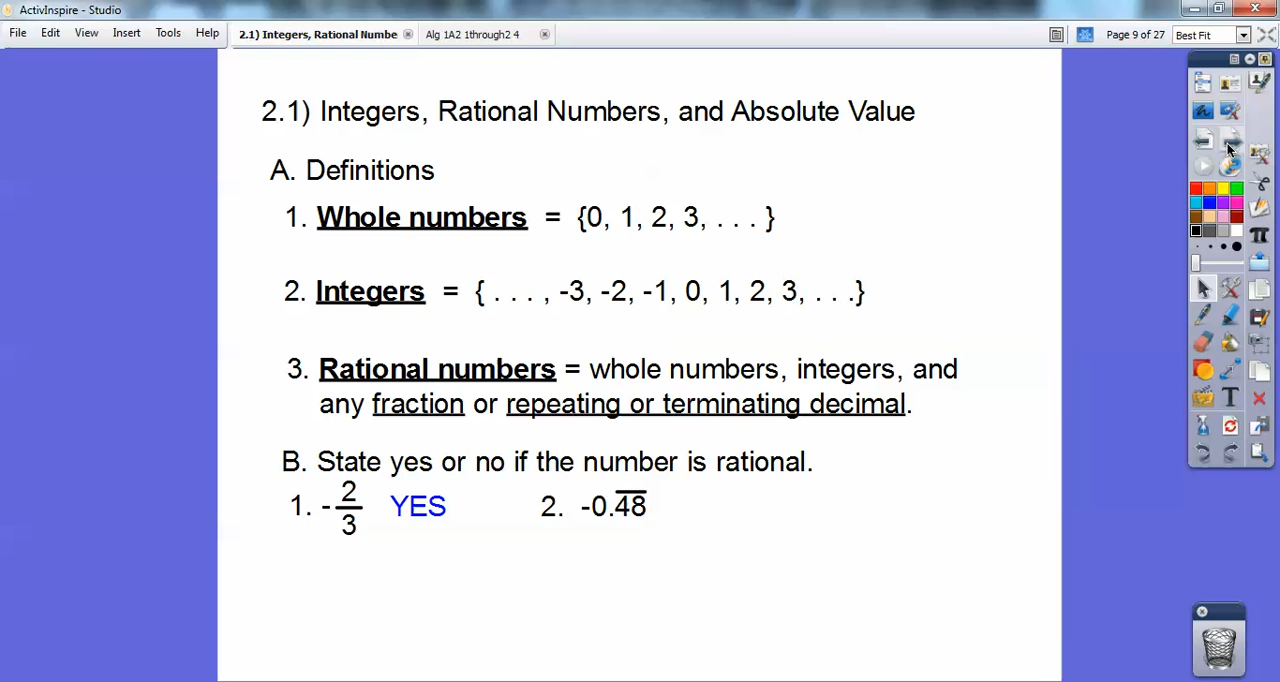 ActivInspire - Studio
File Edit View Insert Tools Help
2.1) Integers, Rational Numbe
Alg 1A2 1through2 4
Page 9 of 27
Best Fit
2.1) Integers, Rational Numbers, and Absolute Value
A. Definitions
1. Whole numbers = {0, 1, 2, 3, . . . }
2. Integers = { . . . , -3, -2, -1, 0, 1, 2, 3, . . .}
3. Rational numbers = whole numbers, integers, and
any fraction or repeating or terminating decimal.
B. State yes or no if the number is rational.
1. -2/3 YES 2. -0.4̅8̅